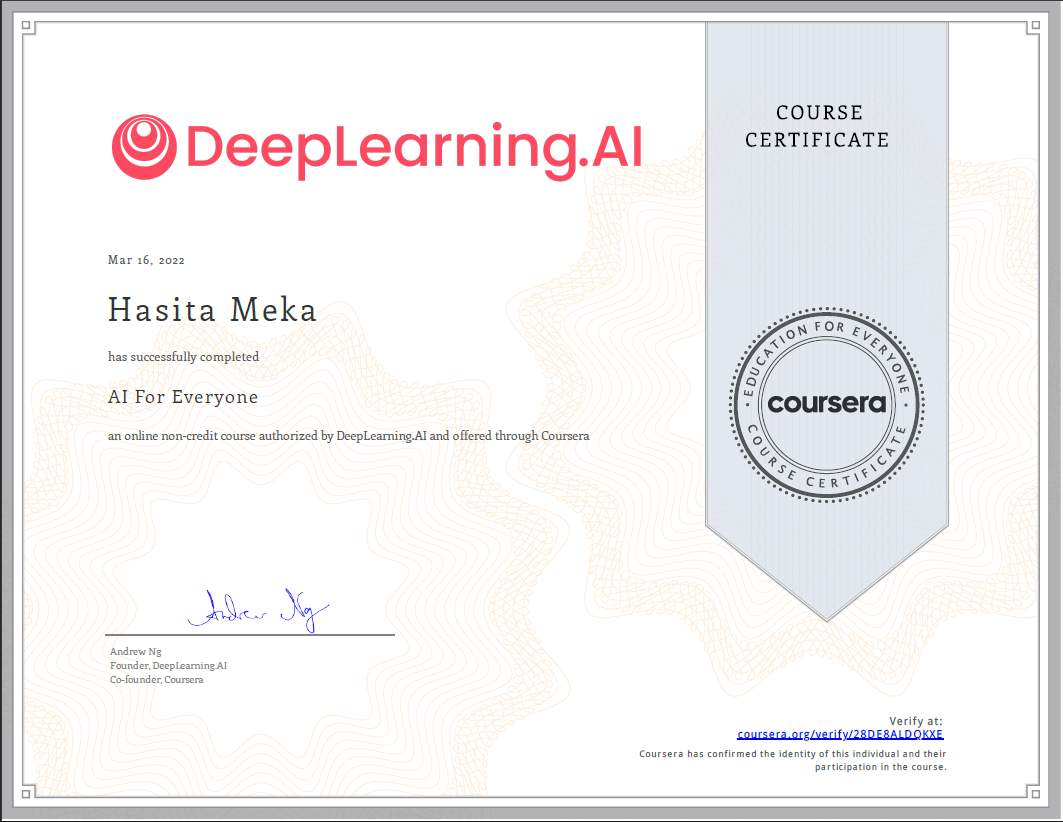 DeepLearning.AI
COURSE
CERTIFICATE
Mar 16, 2022
Hasita Meka
has successfully completed
AI For Everyone
an online non-credit course authorized by DeepLearning.AI and offered through Coursera
EDUCATION FOR EVERYONE
coursera
COURSE CERTIFICATE
Andrew Ng
Andrew Ng
Founder, DeepLearning.AI
Co-founder, Coursera
Verify at:
coursera.org/verify/28DE8ALDQKXE
Coursera has confirmed the identity of this individual and their
participation in the course.